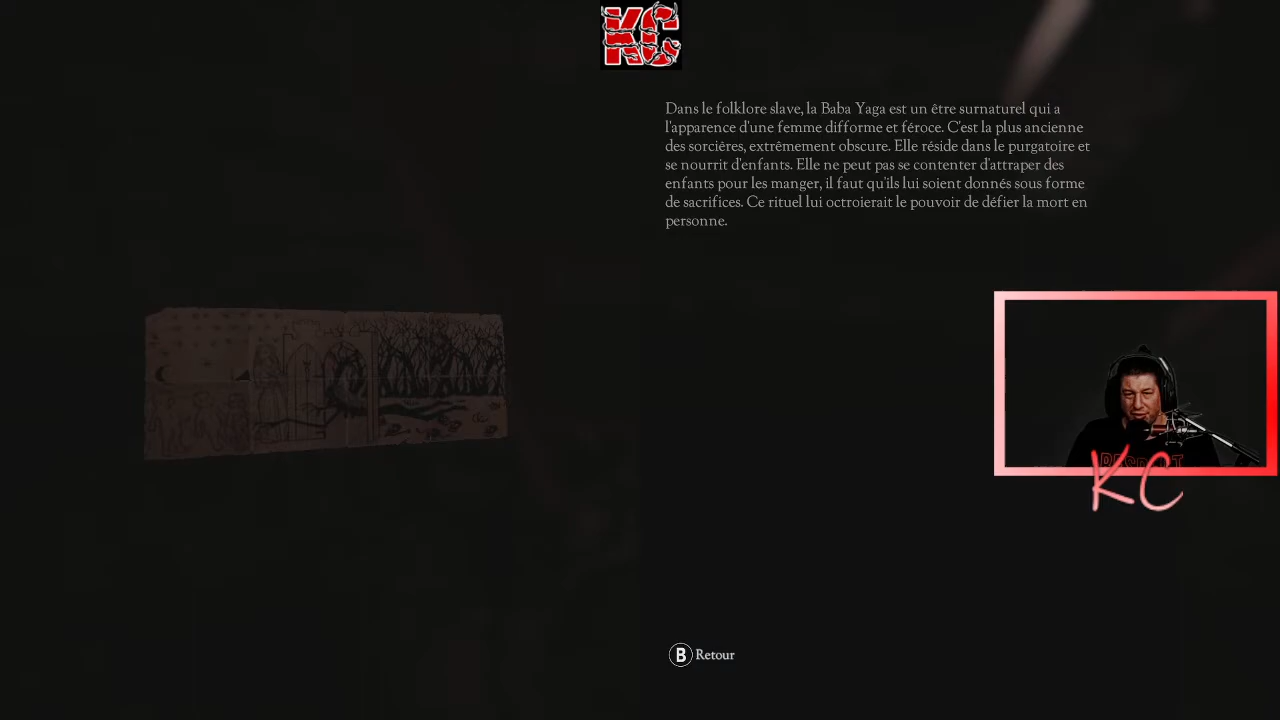 KC
Dans le folklore slave, la Baba Yaga est un être surnaturel qui a
l'apparence d'une femme difforme et féroce. C'est la plus ancienne
des sorcières, extrêmement obscure. Elle réside dans le purgatoire et
se nourrit d'enfants. Elle ne peut pas se contenter d'attraper des
enfants pour les manger, il faut qu'ils lui soient donnés sous forme
de sacrifices. Ce rituel lui octroierait le pouvoir de défier la mort en
personne.
KC
B Retour